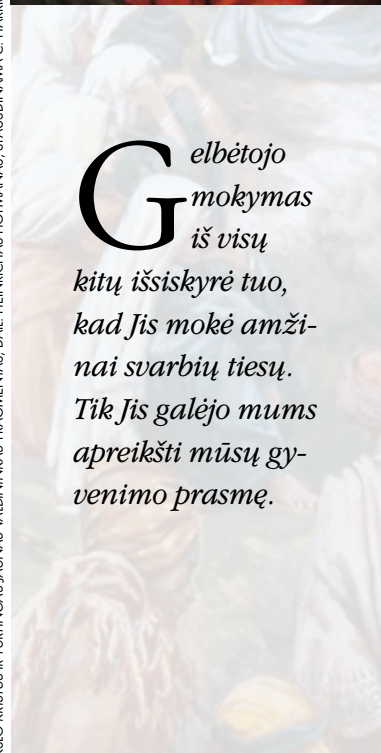 Gelbėtojo
mokymas
iš visų
kitų išsiskyrė tuo,
kad Jis mokė amži-
nai svarbių tiesų.
Tik Jis galėjo mums
apreikšti mūsų gy-
venimo prasmę.